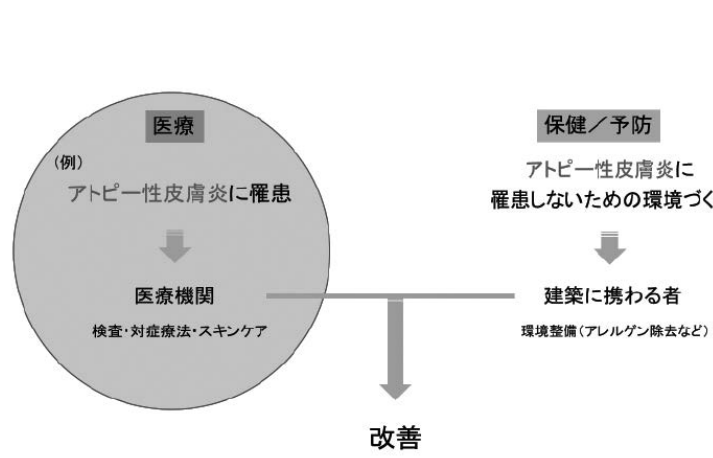 医療
(例)
アトピー性皮膚炎に罹患
医療機関
検査・対症療法・スキンケア
保健／予防
アトピー性皮膚炎に
罹患しないための環境づく
建築に携わる者
環境整備(アレルゲン除去など)
改善